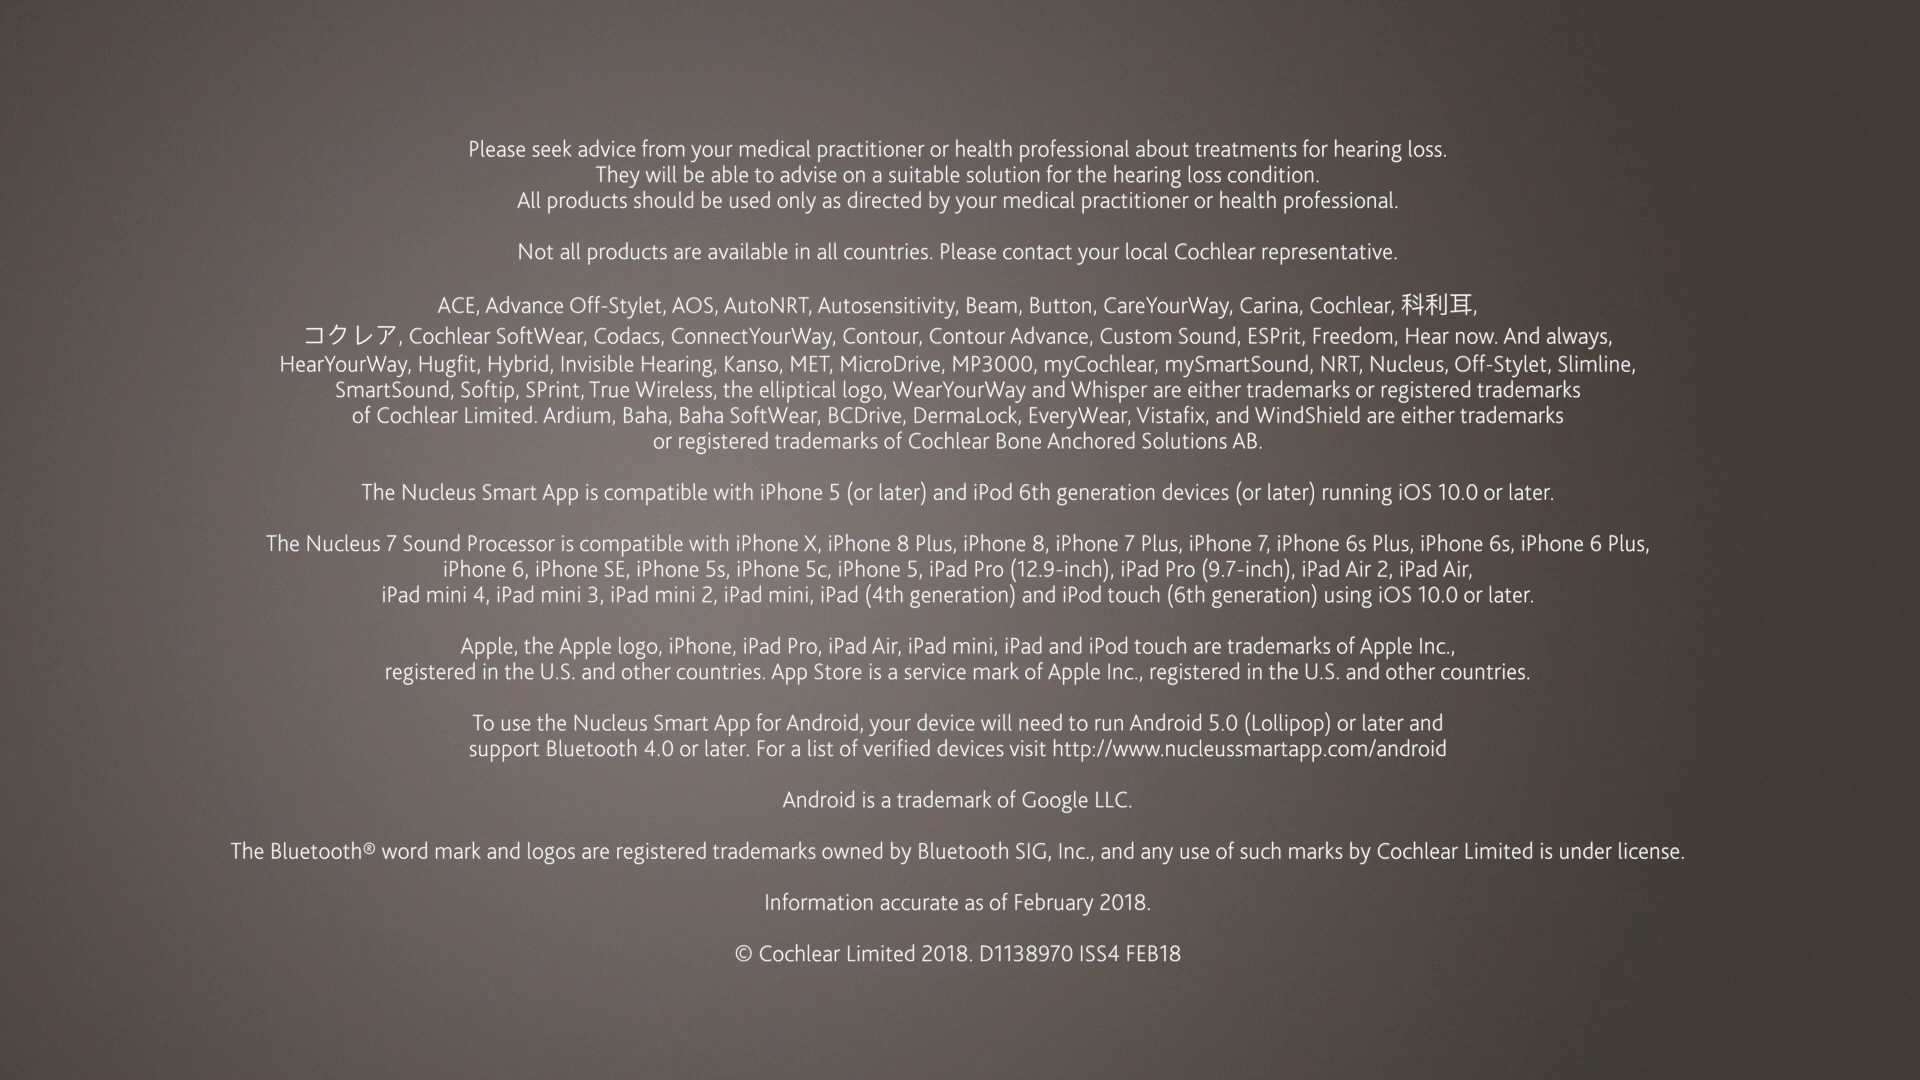 Please seek advice from your medical practitioner or health professional about treatments for hearing loss.
They will be able to advise on a suitable solution for the hearing loss condition.
All products should be used only as directed by your medical practitioner or health professional.
Not all products are available in all countries. Please contact your local Cochlear representative.
ACE, Advance Off-Stylet, AOS, AutoNRT, Autosensitivity, Beam, Button, CareYourWay, Carina, Cochlear, 科利耳,
コクレア, Cochlear SoftWear, Codacs, ConnectYourWay, Contour, Contour Advance, Custom Sound, ESPrit, Freedom, Hear now. And always,
HearYourWay, Hugfit, Hybrid, Invisible Hearing, Kanso, MET, MicroDrive, MP3000, myCochlear, mySmartSound, NRT, Nucleus, Off-Stylet, Slimline,
SmartSound, Softip, SPrint, True Wireless, the elliptical logo, WearYourWay and Whisper are either trademarks or registered trademarks
of Cochlear Limited. Ardium, Baha, Baha SoftWear, BCDrive, DermaLock, EveryWear, Vistafix, and WindShield are either trademarks
or registered trademarks of Cochlear Bone Anchored Solutions AB.
The Nucleus Smart App is compatible with iPhone 5 (or later) and iPod 6th generation devices (or later) running iOS 10.0 or later.
The Nucleus 7 Sound Processor is compatible with iPhone X, iPhone 8 Plus, iPhone 8, iPhone 7 Plus, iPhone 7, iPhone 6s Plus, iPhone 6s, iPhone 6 Plus,
iPhone 6, iPhone SE, iPhone 5s, iPhone 5c, iPhone 5, iPad Pro (12.9-inch), iPad Pro (9.7-inch), iPad Air 2, iPad Air,
iPad mini 4, iPad mini 3, iPad mini 2, iPad mini, iPad (4th generation) and iPod touch (6th generation) using iOS 10.0 or later.
Apple, the Apple logo, iPhone, iPad Pro, iPad Air, iPad mini, iPad and iPod touch are trademarks of Apple Inc.,
registered in the U.S. and other countries. App Store is a service mark of Apple Inc., registered in the U.S. and other countries.
To use the Nucleus Smart App for Android, your device will need to run Android 5.0 (Lollipop) or later and
support Bluetooth 4.0 or later. For a list of verified devices visit http://www.nucleussmartapp.com/android
Android is a trademark of Google LLC.
The Bluetooth® word mark and logos are registered trademarks owned by Bluetooth SIG, Inc., and any use of such marks by Cochlear Limited is under license.
Information accurate as of February 2018.
© Cochlear Limited 2018. D1138970 ISS4 FEB18